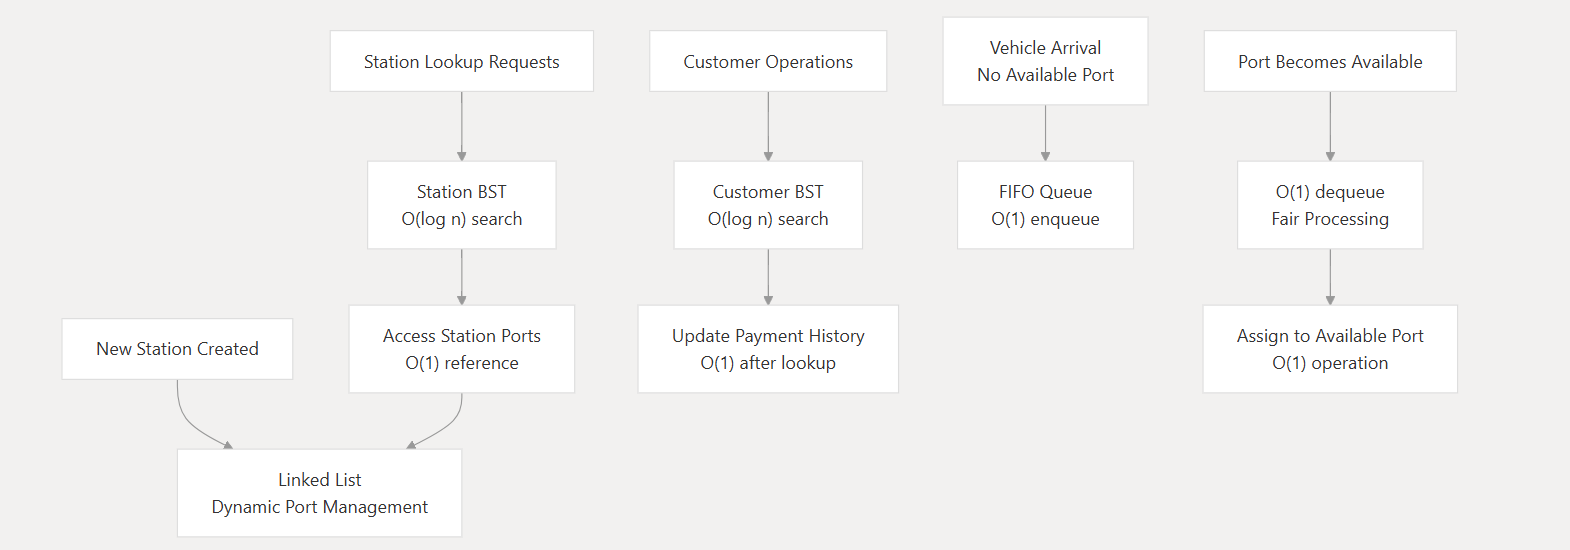 Station Lookup Requests
Customer Operations
Vehicle Arrival
No Available Port
Port Becomes Available
Station BST
O(log n) search
Customer BST
O(log n) search
FIFO Queue
O(1) enqueue
O(1) dequeue
Fair Processing
New Station Created
Access Station Ports
O(1) reference
Update Payment History
O(1) after lookup
Assign to Available Port
O(1) operation
Linked List
Dynamic Port Management